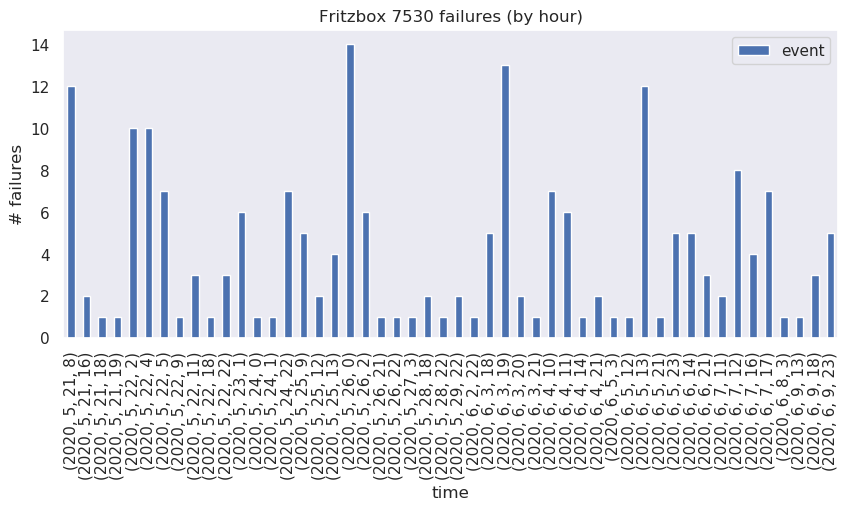 Fritzbox 7530 failures (by hour)
event
# failures
14
12
10
8
6
4
2
0
(2020, 5, 21, 8)
(2020, 5, 21, 16)
(2020, 5, 21, 18)
(2020, 5, 21, 19)
(2020, 5, 22, 2)
(2020, 5, 22, 4)
(2020, 5, 22, 5)
(2020, 5, 22, 9)
(2020, 5, 22, 11)
(2020, 5, 22, 18)
(2020, 5, 22, 22)
(2020, 5, 23, 1)
(2020, 5, 24, 0)
(2020, 5, 24, 1)
(2020, 5, 24, 22)
(2020, 5, 25, 9)
(2020, 5, 25, 12)
(2020, 5, 25, 13)
(2020, 5, 26, 0)
(2020, 5, 26, 2)
(2020, 5, 26, 21)
(2020, 5, 26, 22)
(2020, 5, 27, 3)
(2020, 5, 28, 18)
(2020, 5, 28, 22)
(2020, 5, 29, 22)
(2020, 6, 2, 22)
(2020, 6, 3, 18)
(2020, 6, 3, 19)
(2020, 6, 3, 20)
(2020, 6, 3, 21)
(2020, 6, 4, 10)
(2020, 6, 4, 11)
(2020, 6, 4, 14)
(2020, 6, 4, 21)
(2020, 6, 5, 3)
(2020, 6, 5, 12)
(2020, 6, 5, 13)
(2020, 6, 5, 21)
(2020, 6, 5, 23)
(2020, 6, 6, 14)
(2020, 6, 6, 21)
(2020, 6, 7, 11)
(2020, 6, 7, 12)
(2020, 6, 7, 16)
(2020, 6, 7, 17)
(2020, 6, 8, 3)
(2020, 6, 9, 13)
(2020, 6, 9, 18)
(2020, 6, 9, 23)
time